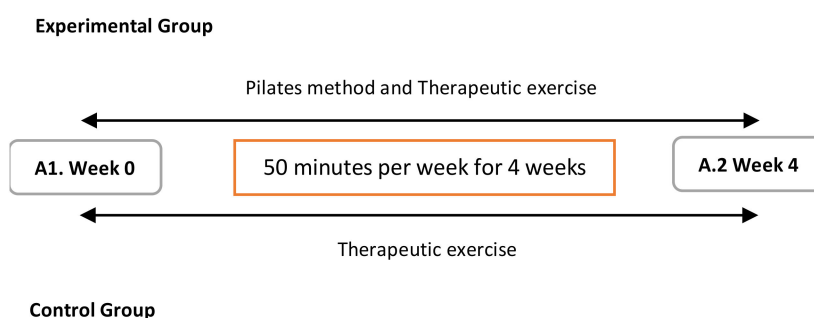 Experimental Group
Pilates method and Therapeutic exercise
A1. Week 0
50 minutes per week for 4 weeks
A.2 Week 4
Therapeutic exercise
Control Group